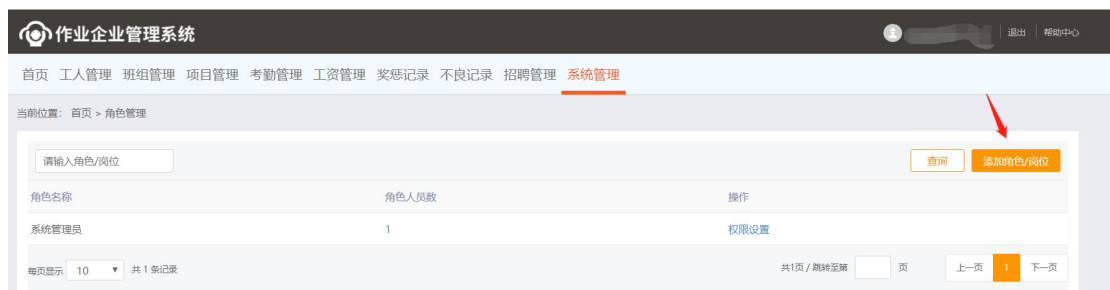 作业企业管理系统 退出 帮助中心
首页 工人管理 班组管理 项目管理 考勤管理 工资管理 奖惩记录 不良记录 招聘管理 系统管理
当前位置： 首页 > 角色管理
请输入角色/岗位 查询 添加角色/岗位
角色名称 角色人员数 操作
系统管理员 1 权限设置
每页显示 10 共 1 条记录 共1页 / 跳转至第 页 上一页 1 下一页